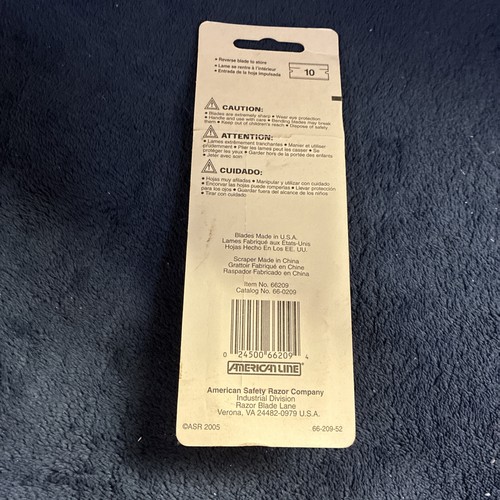 • Reverse blade to store
• Lame se rentre à l'intérieur
• Entrada de la hoja impulsada
10
CAUTION:
• Blades are extremely sharp • Wear eye protection
• Handle and use with care • Bending blades may break
them • Keep out of children's reach • Dispose of safely
ATTENTION:
• Lames extrêmement tranchantes • Manier et utiliser
prudemment • Plier les lames peut les casser • Se
protéger les yeux • Garder hors de la portée des enfants
• Jeter avec soin
CUIDADO:
• Hojas muy afiladas • Manipular y utilizar con cuidado
• Encorvar las hojas puede romperlas • Llevar protección
para los ojos • Guardar fuera del alcance de los niños
• Tirar con cuidado
Blades Made in U.S.A.
Lames Fabriqué aux États-Unis
Hojas Hecho En Los EE. UU.
Scraper Made in China
Grattoir Fabriqué en Chine
Raspador Fabricado en China
Item No. 66209
Catalog No. 66-0209
0 24500 66209 4
AMERICAN LINE
American Safety Razor Company
Industrial Division
Razor Blade Lane
Verona, VA 24482-0979 U.S.A.
©ASR 2005
66-209-52